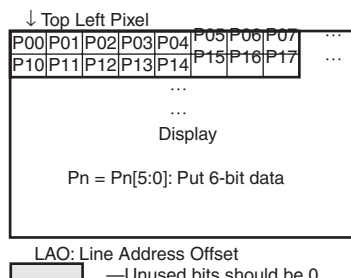 ↓ Top Left Pixel
P00 P01 P02 P03 P04 P05 P06 P07 …
P10 P11 P12 P13 P14 P15 P16 P17 …
…
…
Display
Pn = Pn[5:0]: Put 6-bit data
LAO: Line Address Offset
—Unused bits should be 0